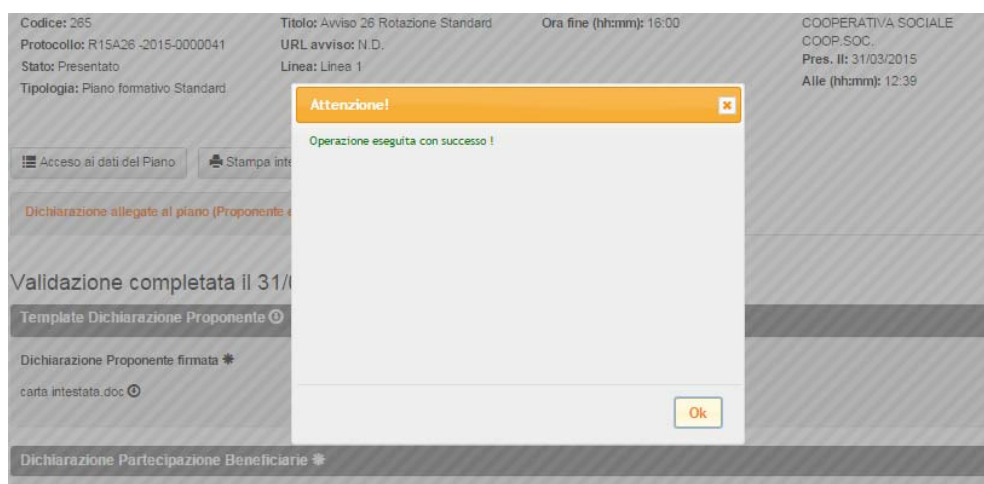 Codice: 265
Protocollo: R15A26 -2015-0000041
Stato: Presentato
Tipologia: Piano formativo Standard
Titolo: Avviso 26 Rotazione Standard
URL avviso: N.D.
Linea: Linea 1
Ora fine (hh:mm): 16:00
COOPERATIVA SOCIALE
COOP.SOC.
Pres. Il: 31/03/2015
Alle (hh:mm): 12:39
Attenzione!
Operazione eseguita con successo !
Ok
Acceso ai dati del Piano
Stampa inte
Dichiarazione allegate al piano (Proponente e
Validazione completata il 31/
Template Dichiarazione Proponente
Dichiarazione Proponente firmata *
carta intestata.doc
Dichiarazione Partecipazione Beneficiarie *